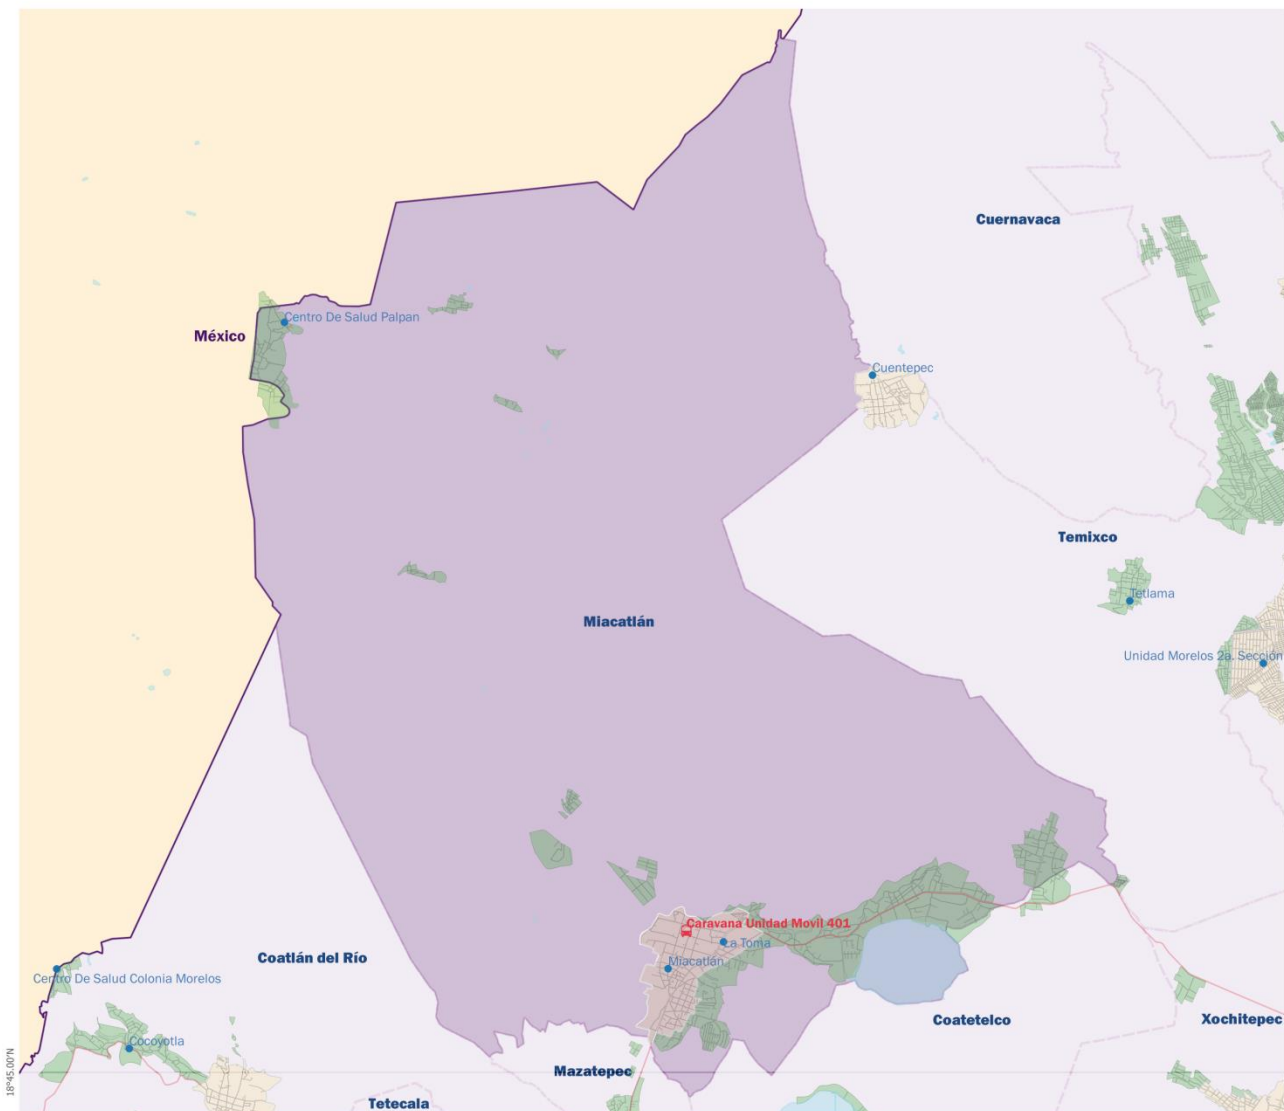 Cuernavaca
Centro De Salud Palpan
México
Cuentepec
Temixco
Tetlama
Miacatlán
Unidad Morelos 2a. Sección
Caravana Unidad Movil 401
La Toma
Coatlán del Río
Miacatlán
Centro De Salud Colonia Morelos
Coatetelco
Xochitepec
Cocoyotla
Mazatepec
18°45.00'N
Tetecala